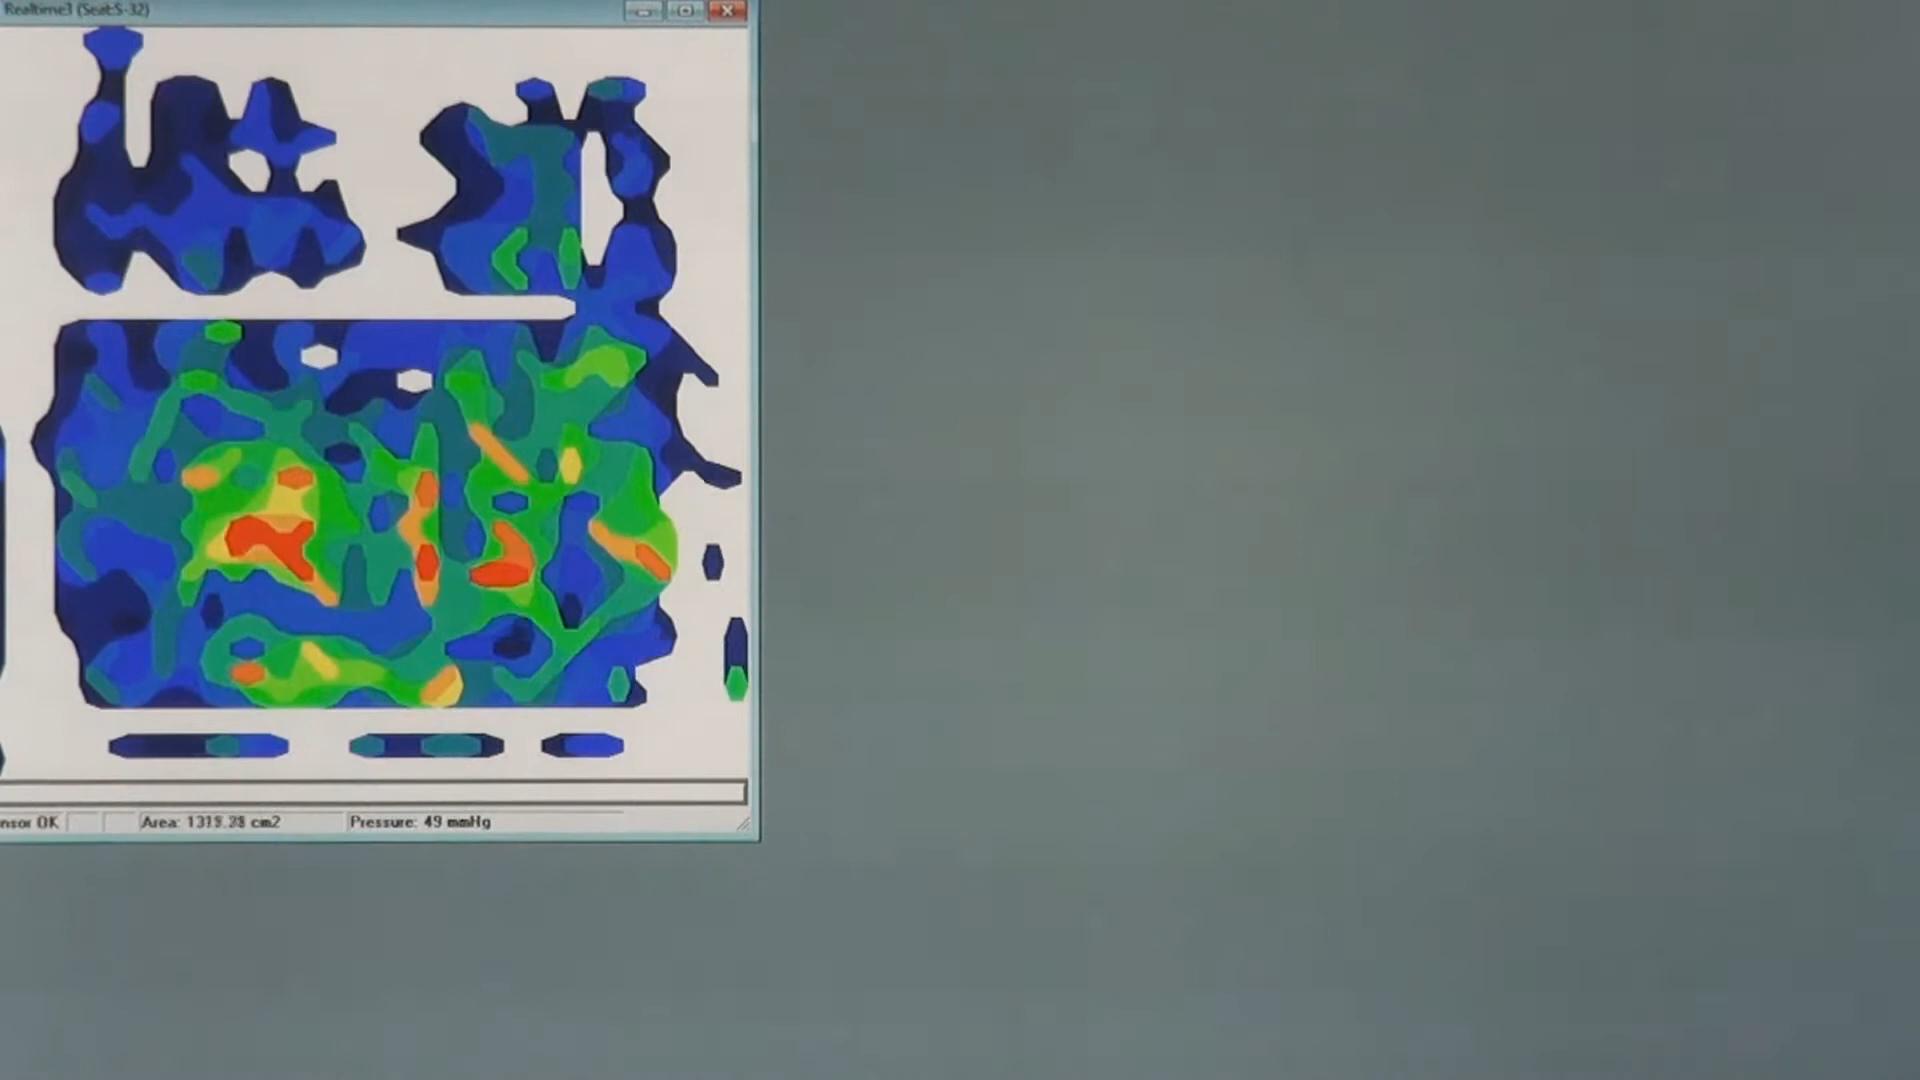 Realtime3 (Seat:S-32)
nsor OK
Area: 1319.28 cm2
Pressure: 49 mmHg